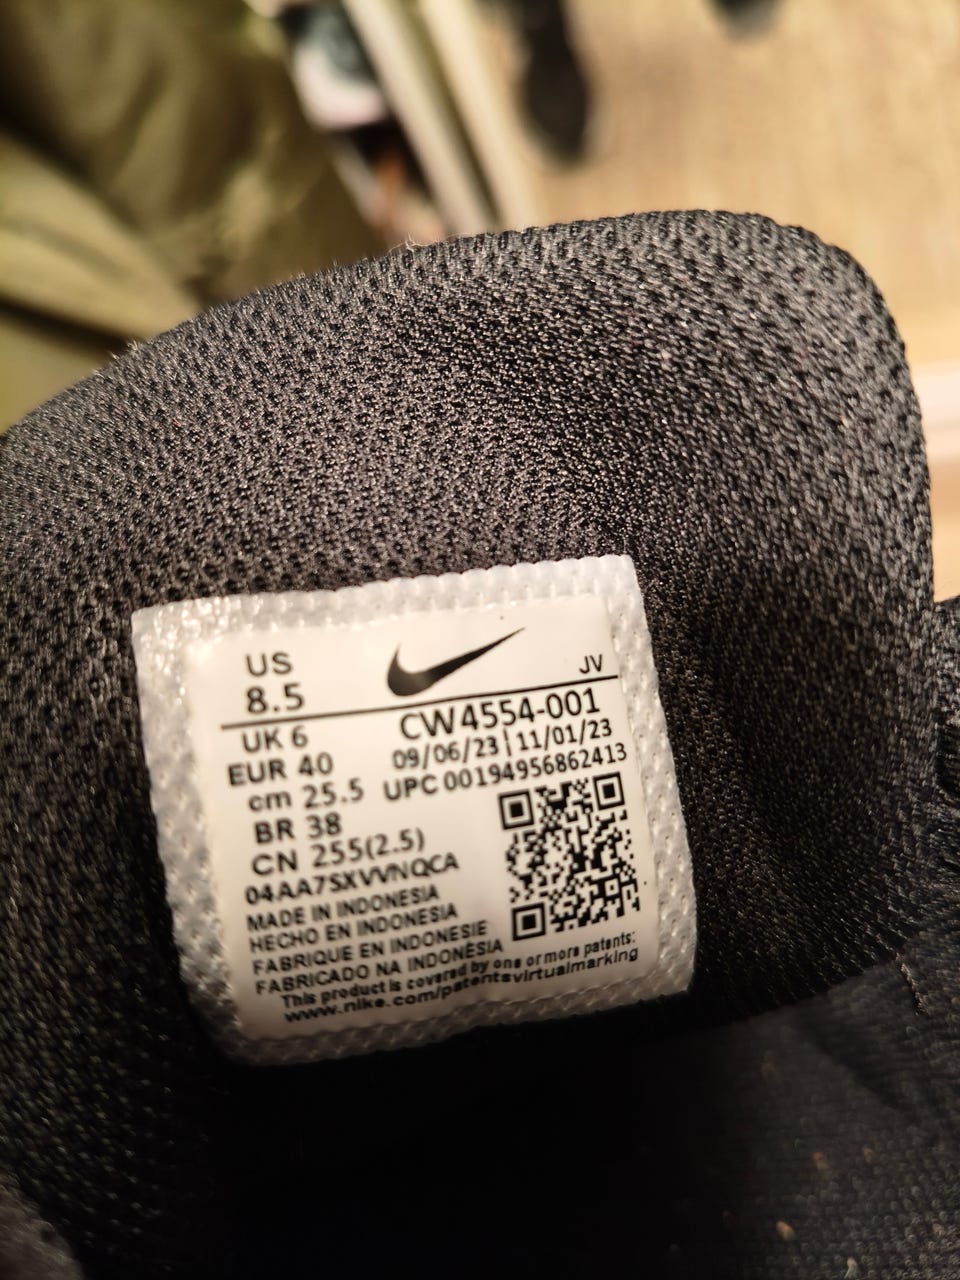 US
8.5
JV
UK 6
CW4554-001
EUR 40
09/06/23 | 11/01/23
cm 25.5
UPC 00194956862413
BR 38
CN 255(2.5)
04AA7SXVVNQCA
MADE IN INDONESIA
HECHO EN INDONESIA
FABRIQUE EN INDONESIE
FABRICADO NA INDONÈSIA
This product is covered by one or more patents:
www.nike.com/patentsvirtualmarking